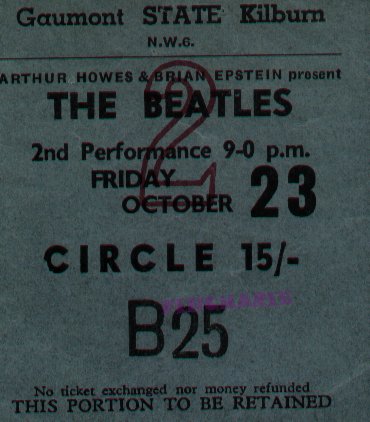 Gaumont STATE Kilburn
N.W.6.
ARTHUR HOWES & BRIAN EPSTEIN present
THE BEATLES
2
2nd Performance 9-0 p.m.
FRIDAY
OCTOBER 23
CIRCLE 15/-
B25
No ticket exchanged nor money refunded
THIS PORTION TO BE RETAINED